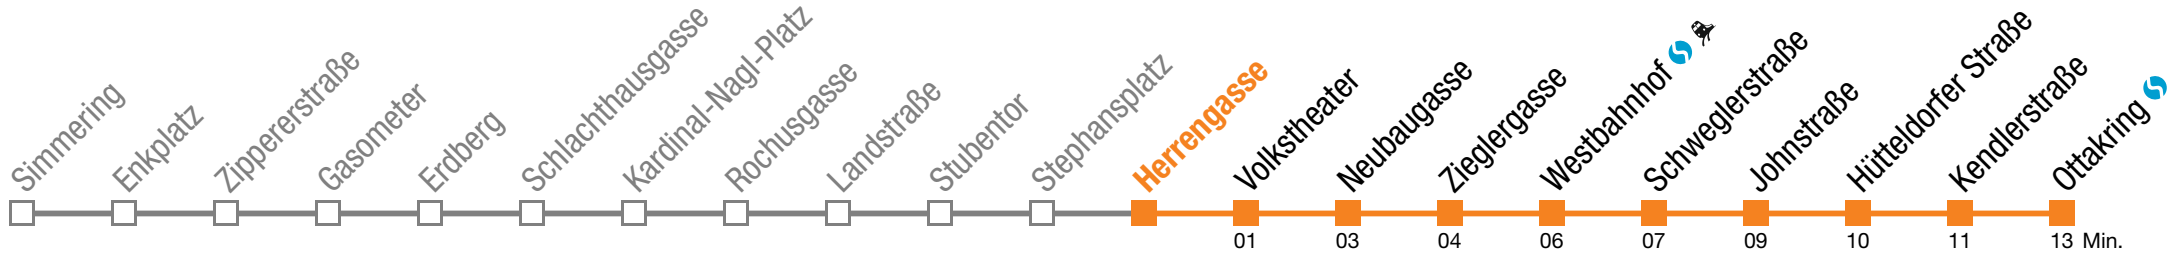 Simmering
Enkplatz
Zippererstraße
Gasometer
Erdberg
Schlachthausgasse
Kardinal-Nagl-Platz
Rochusgasse
Landstraße
Stubentor
Stephansplatz
Herrengasse
Volkstheater
Neubaugasse
Zieglergasse
Westbahnhof
Schweglerstraße
Johnstraße
Hütteldorfer Straße
Kendlerstraße
Ottakring
01 03 04 06 07 09 10 11 13 Min.